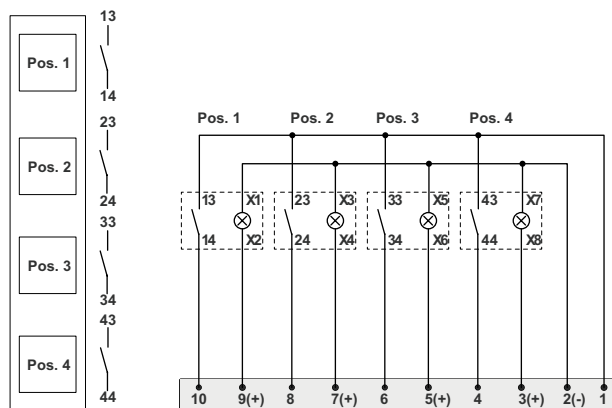 13
Pos. 1
14
23
Pos. 2
24
33
Pos. 3
34
43
Pos. 4
44
Pos. 1 Pos. 2 Pos. 3 Pos. 4
13 X1 23 X3 33 X5 43 X7
14 X2 24 X4 34 X6 44 X8
10 9(+) 8 7(+) 6 5(+) 4 3(+) 2(-) 1